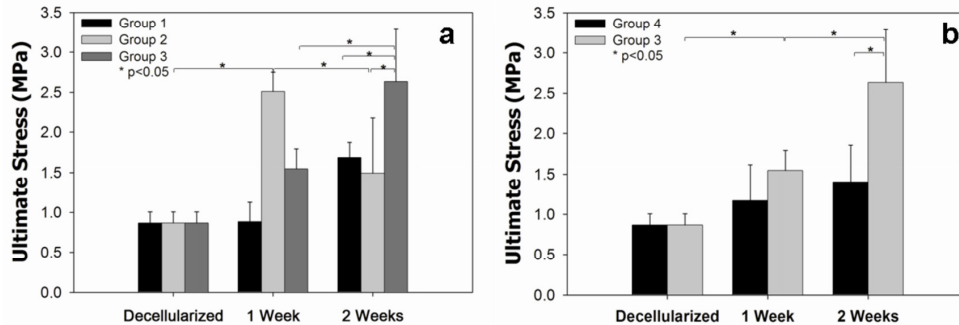 a
Group 1
Group 2
Group 3
* p<0.05
* * * * * *
Ultimate Stress (MPa)
3.5
3.0
2.5
2.0
1.5
1.0
0.5
0.0
Decellularized 1 Week 2 Weeks
b
Group 4
Group 3
* p<0.05
* * *
Ultimate Stress (MPa)
3.5
3.0
2.5
2.0
1.5
1.0
0.5
0.0
Decellularized 1 Week 2 Weeks